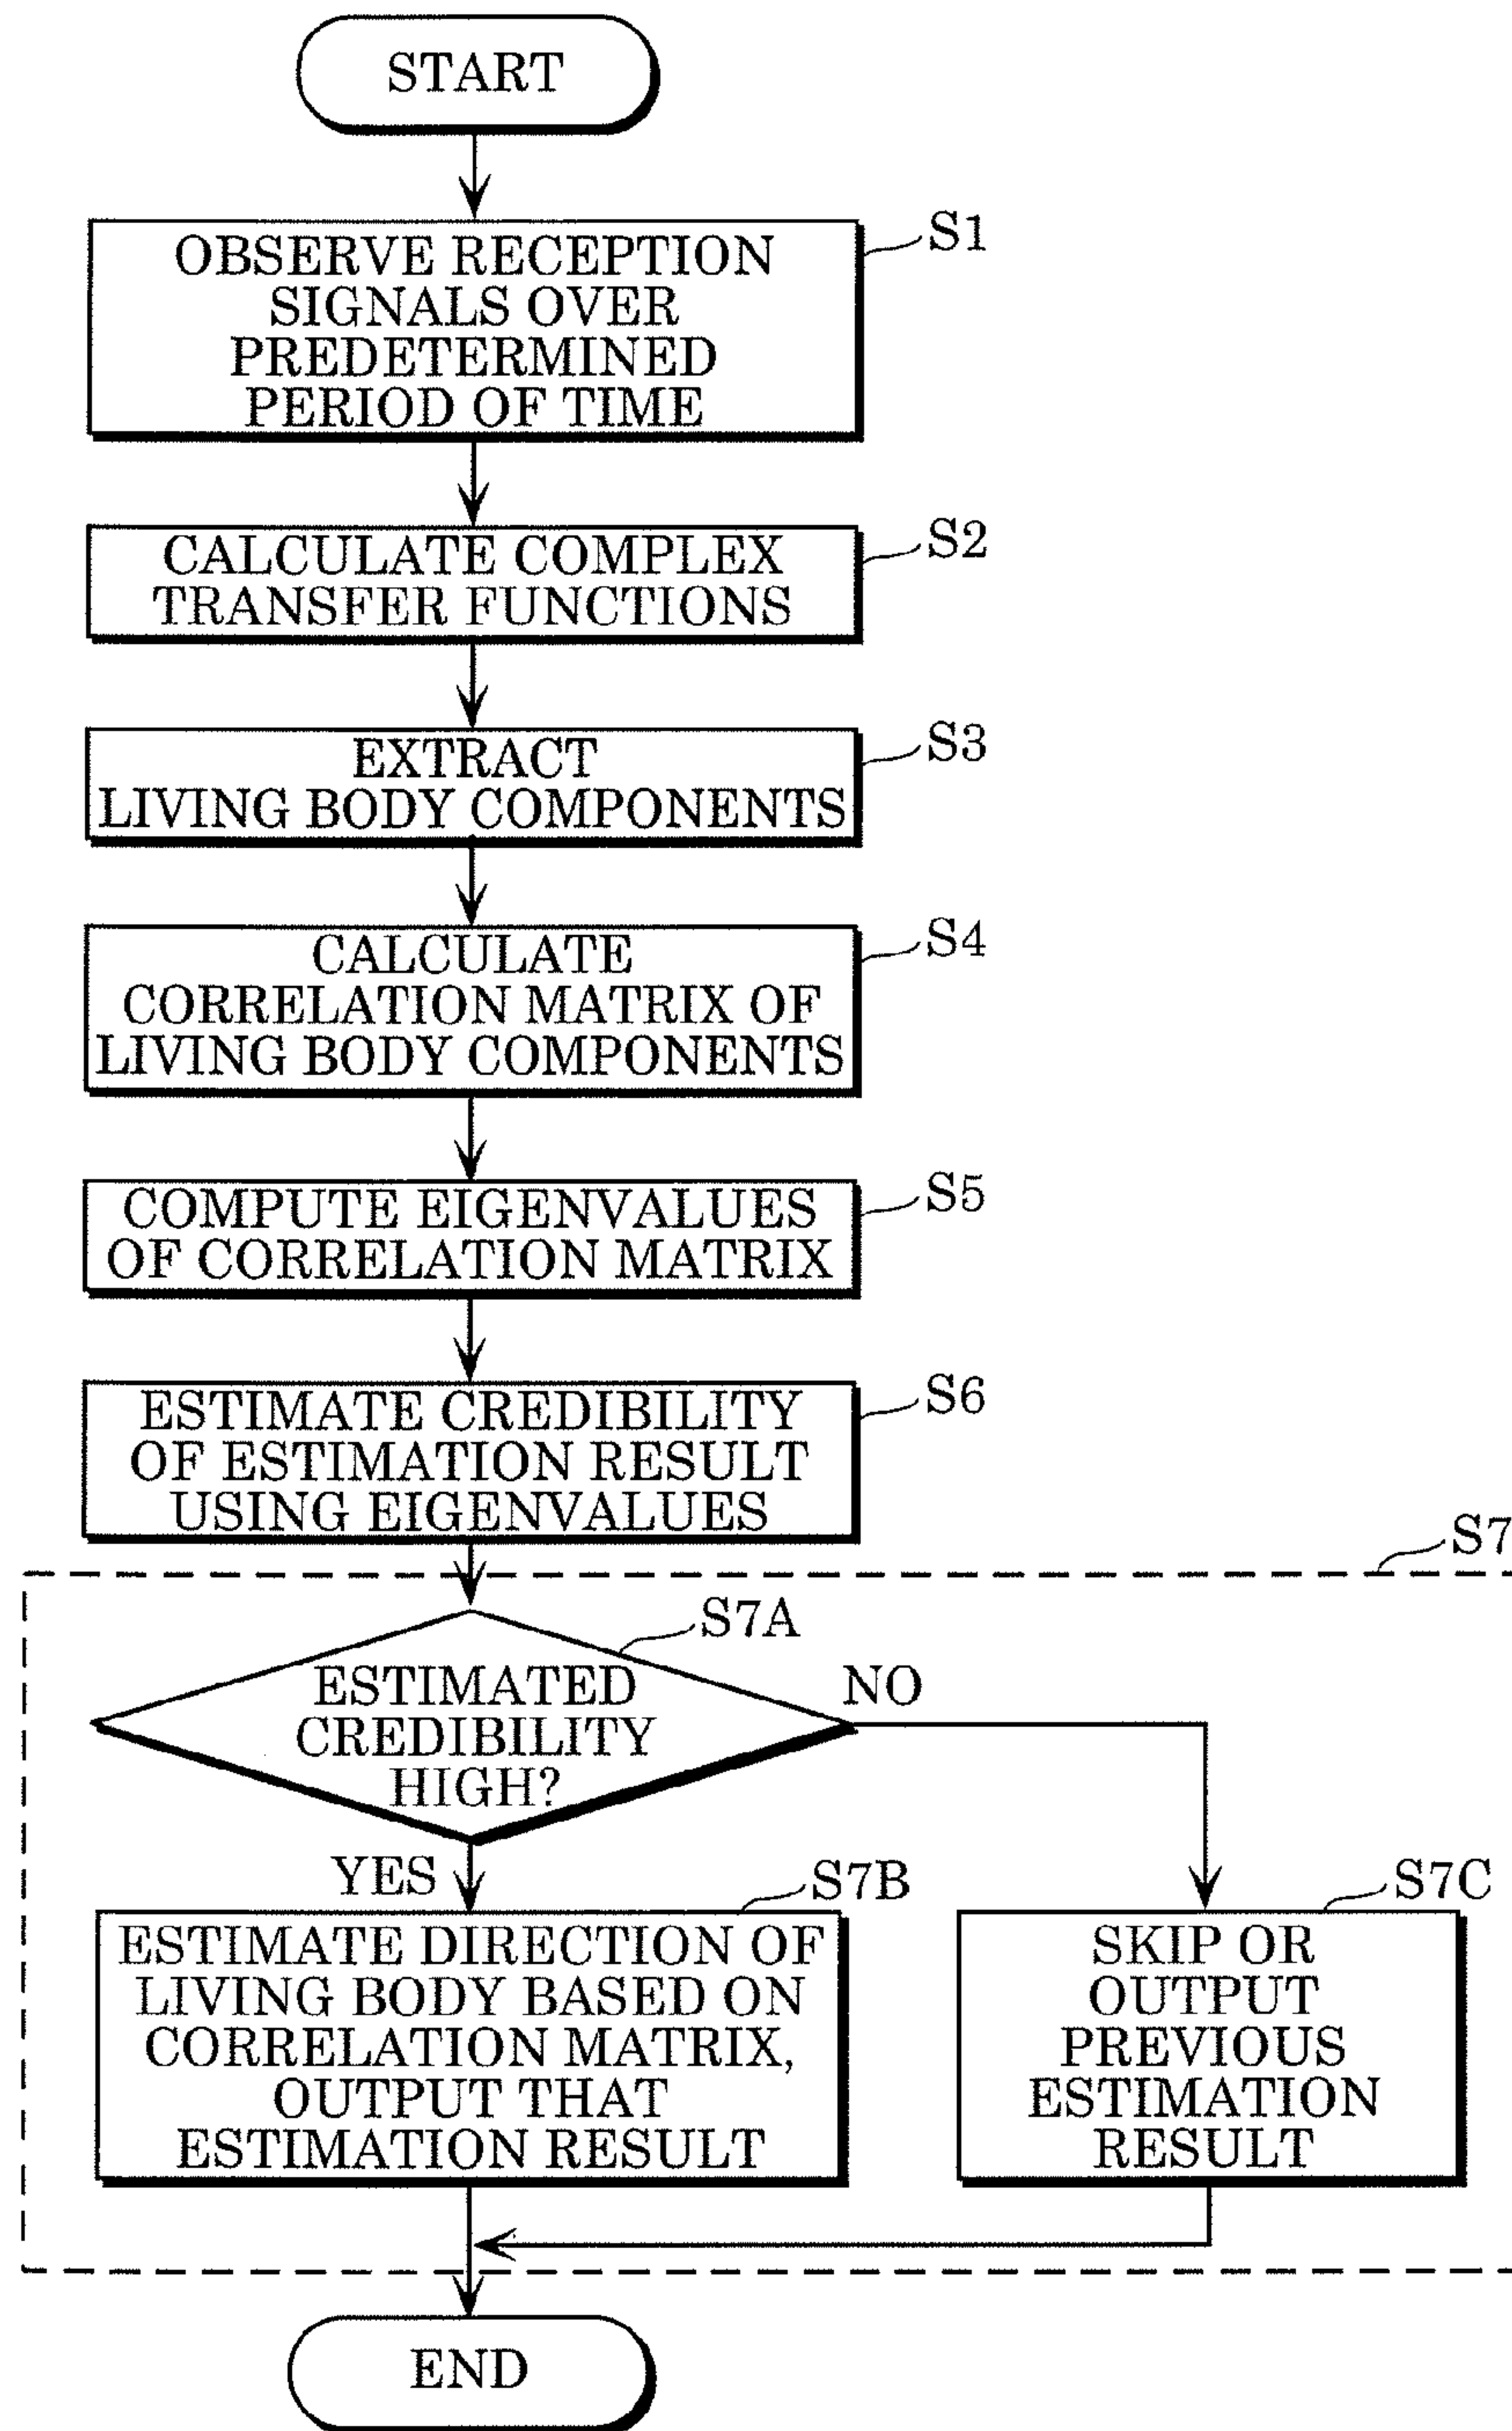 START
S1
OBSERVE RECEPTION
SIGNALS OVER
PREDETERMINED
PERIOD OF TIME
S2
CALCULATE COMPLEX
TRANSFER FUNCTIONS
S3
EXTRACT
LIVING BODY COMPONENTS
S4
CALCULATE
CORRELATION MATRIX OF
LIVING BODY COMPONENTS
S5
COMPUTE EIGENVALUES
OF CORRELATION MATRIX
S6
ESTIMATE CREDIBILITY
OF ESTIMATION RESULT
USING EIGENVALUES
S7
S7A
ESTIMATED
CREDIBILITY
HIGH?
NO
YES
S7B
ESTIMATE DIRECTION OF
LIVING BODY BASED ON
CORRELATION MATRIX,
OUTPUT THAT
ESTIMATION RESULT
S7C
SKIP OR
OUTPUT
PREVIOUS
ESTIMATION
RESULT
END